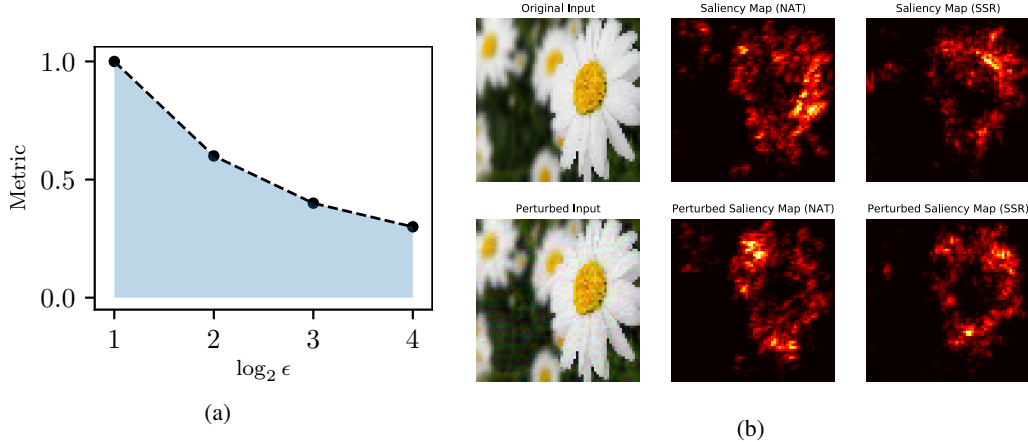 1.0
0.5
0.0
Metric
1
2
3
4
log₂ ϵ
(a)
Original Input
Saliency Map (NAT)
Saliency Map (SSR)
Perturbed Input
Perturbed Saliency Map (NAT)
Perturbed Saliency Map (SSR)
(b)